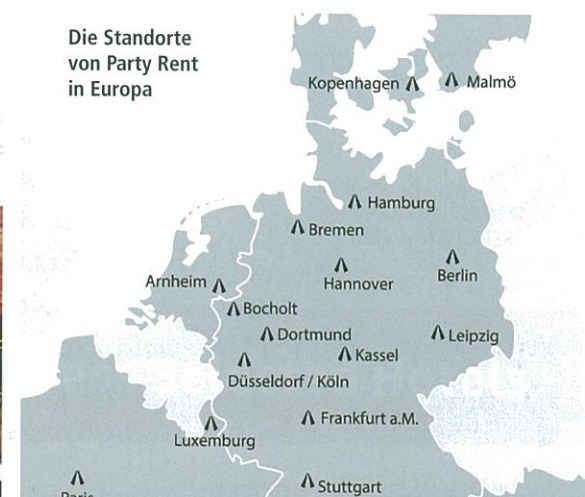 Die Standorte
von Party Rent
in Europa
Kopenhagen
Malmö
Hamburg
Bremen
Hannover
Berlin
Arnheim
Bocholt
Dortmund
Leipzig
Kassel
Düsseldorf / Köln
Frankfurt a.M.
Luxemburg
Stuttgart
Paris